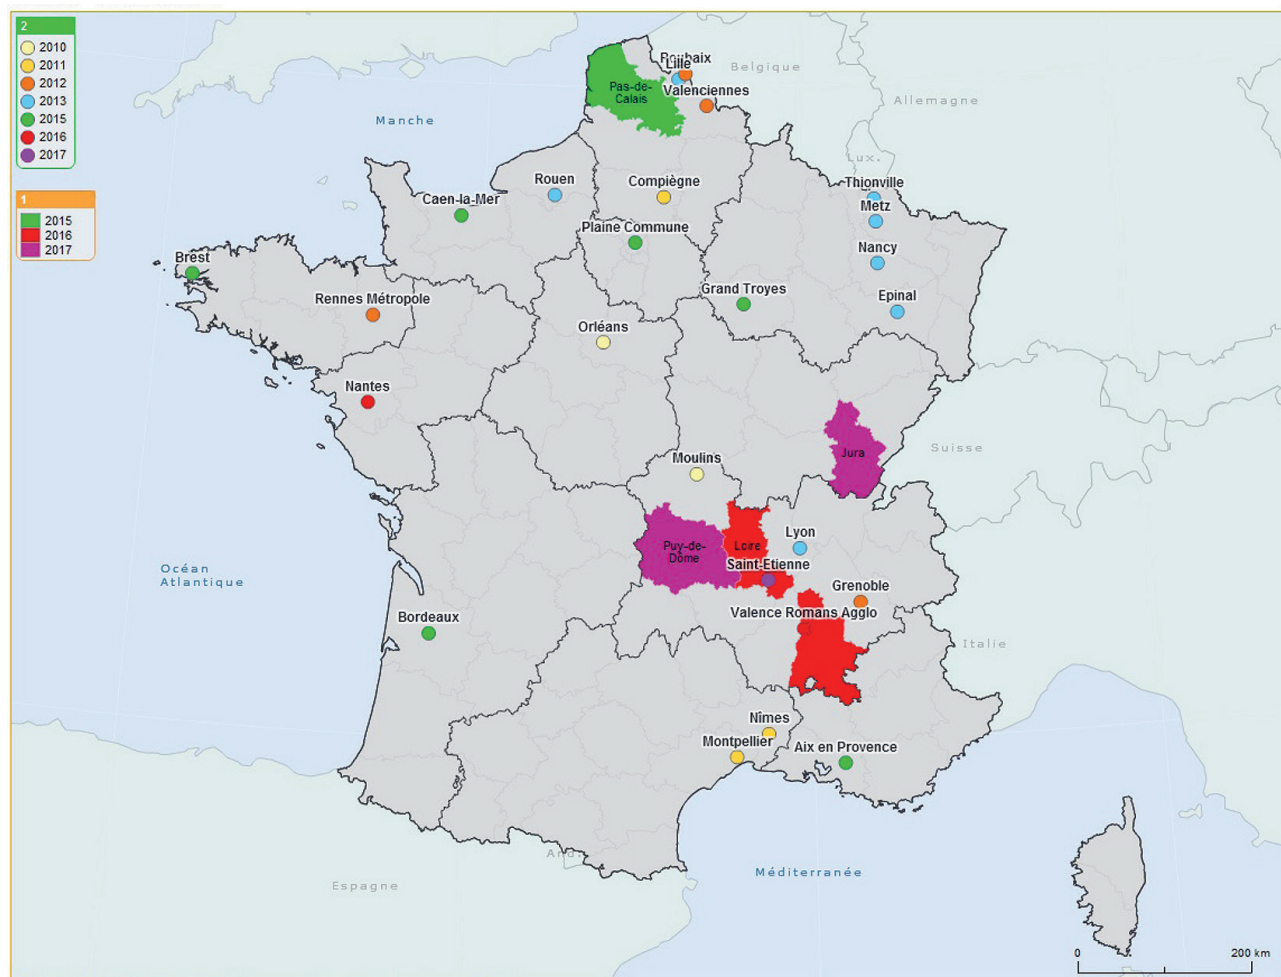 2
2010
2011
2012
2013
2015
2016
2017
1
2015
2016
2017
Roubaix
Lille
Belgique
Pas-de-
Calais
Valenciennes
Allemagne
Manche
Lux.
Rouen
Compiègne
Thionville
Caen-la-Mer
Metz
Plaine Commune
Nancy
Brest
Rennes Métropole
Grand Troyes
Epinal
Orléans
Nantes
Suisse
Jura
Moulins
Lyon
Puy-de-
Dôme
Loire
Océan
Atlantique
Saint-Etienne
Grenoble
Valence Romans Agglo
Bordeaux
Italie
Nîmes
Montpellier
Aix en Provence
And.
Espagne
Méditerranée
0
200 km